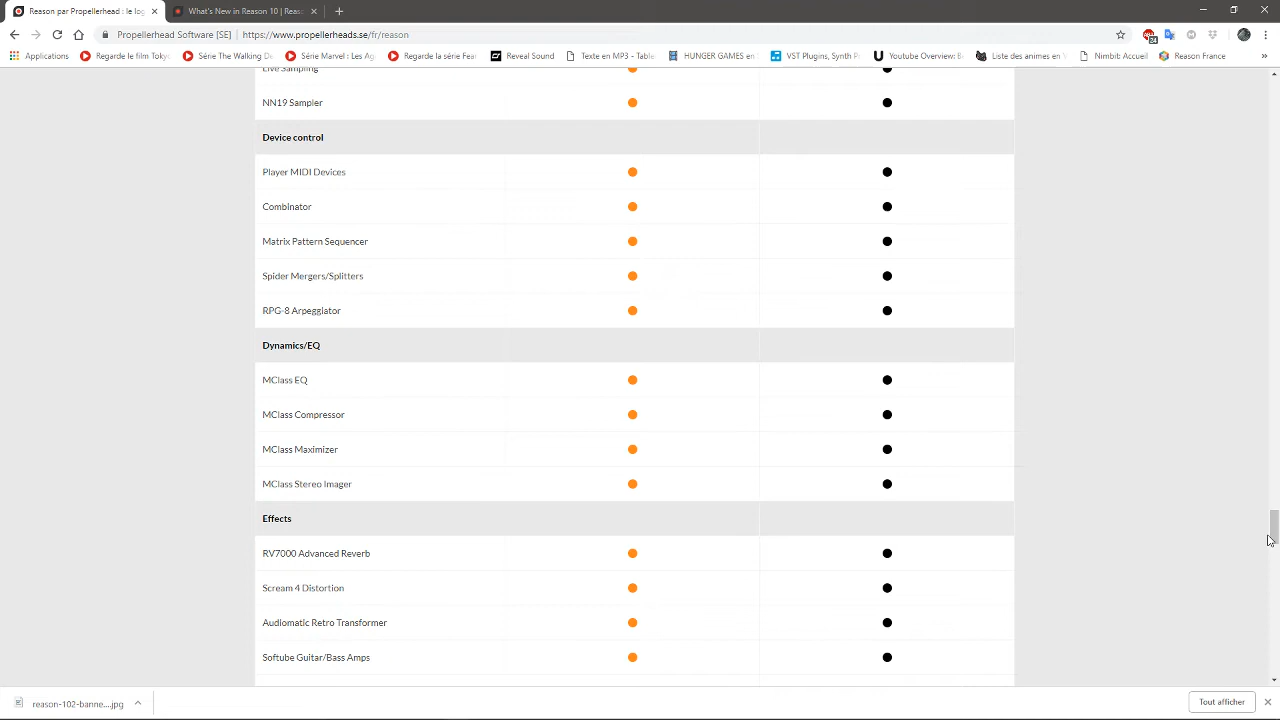 Reason par Propellerhead : le log
What's New in Reason 10 | Reas
Propellerhead Software [SE] | https://www.propellerheads.se/fr/reason
24
Applications
Regarde le film Tokyo
Série The Walking De
Série Marvel : Les Ag
Regarde la série Fear
Reveal Sound
Texte en MP3 - Table
HUNGER GAMES en
VST Plugins, Synth P
Youtube Overview: B
Liste des animes en V
Nimbit: Accueil
Reason France
»
Live Sampling
NN19 Sampler
Device control
Player MIDI Devices
Combinator
Matrix Pattern Sequencer
Spider Mergers/Splitters
RPG-8 Arpeggiator
Dynamics/EQ
MClass EQ
MClass Compressor
MClass Maximizer
MClass Stereo Imager
Effects
RV7000 Advanced Reverb
Scream 4 Distortion
Audiomatic Retro Transformer
Softube Guitar/Bass Amps
reason-102-banne....jpg
Tout afficher